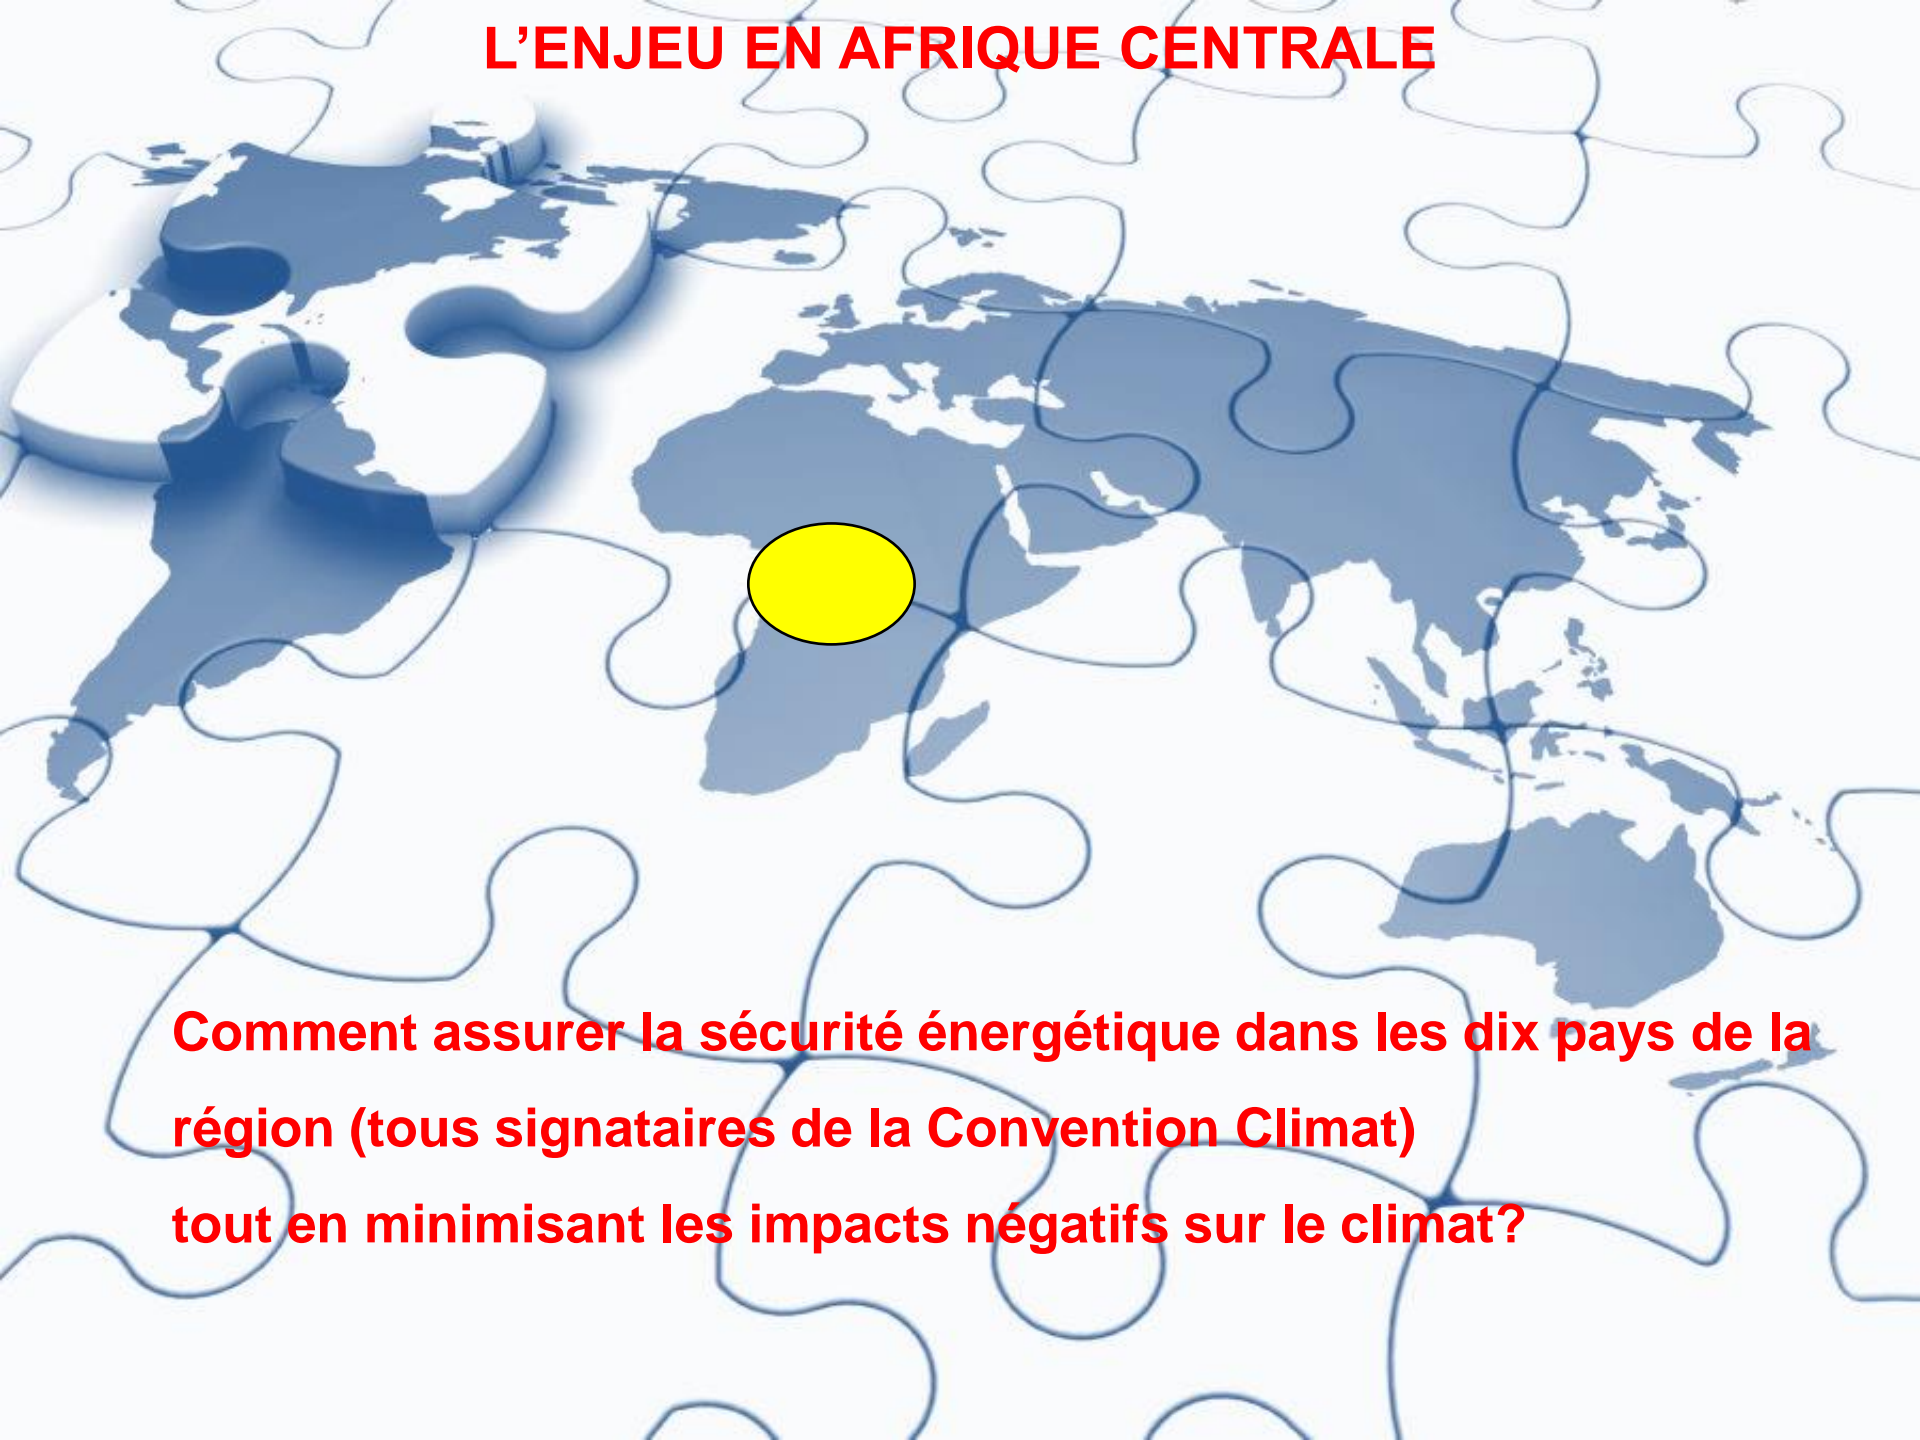 L’ENJEU EN AFRIQUE CENTRALE
Comment assurer la sécurité énergétique dans les dix pays de la
région (tous signataires de la Convention Climat)
tout en minimisant les impacts négatifs sur le climat?